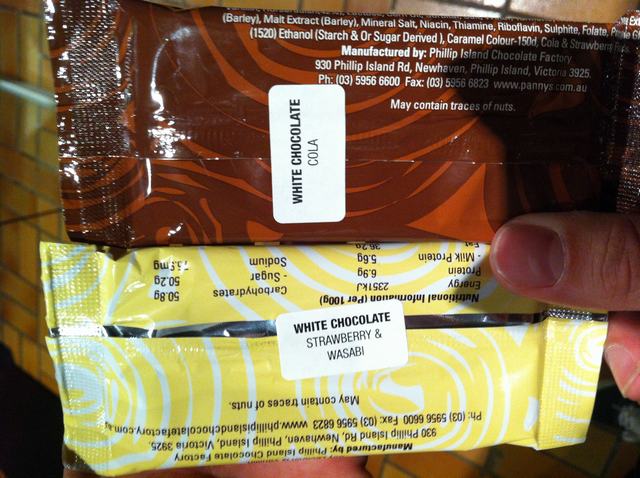 (Barley), Malt Extract (Barley), Mineral Salt, Niacin, Thiamine, Riboflavin, Sulphite, Folate,
(1520) Ethanol (Starch & Or Sugar Derived ), Caramel Colour-150d, Cola & Strawberry
Manufactured by: Phillip Island Chocolate Factory
930 Phillip Island Rd, Newhaven, Phillip Island, Victoria 3925.
Ph: (03) 5956 6600 Fax: (03) 5956 6823 www.pannys.com.au
May contain traces of nuts.
WHITE CHOCOLATE
COLA
WHITE CHOCOLATE
STRAWBERRY &
WASABI
Nutritional Information (Per 100g)
Energy 2351KJ
Protein 6.9g
- Milk Protein 5.6g
Fat 36.2g
Carbohydrates 50.8g
- Sugar 50.2g
Sodium
May contain traces of nuts.
Manufactured by: Phillip Island Chocolate Factory
930 Phillip Island Rd, Newhaven, Phillip Island, Victoria 3925.
Ph: (03) 5956 6600 Fax: (03) 5956 6823 www.phillipislandchocolatefactory.com.au